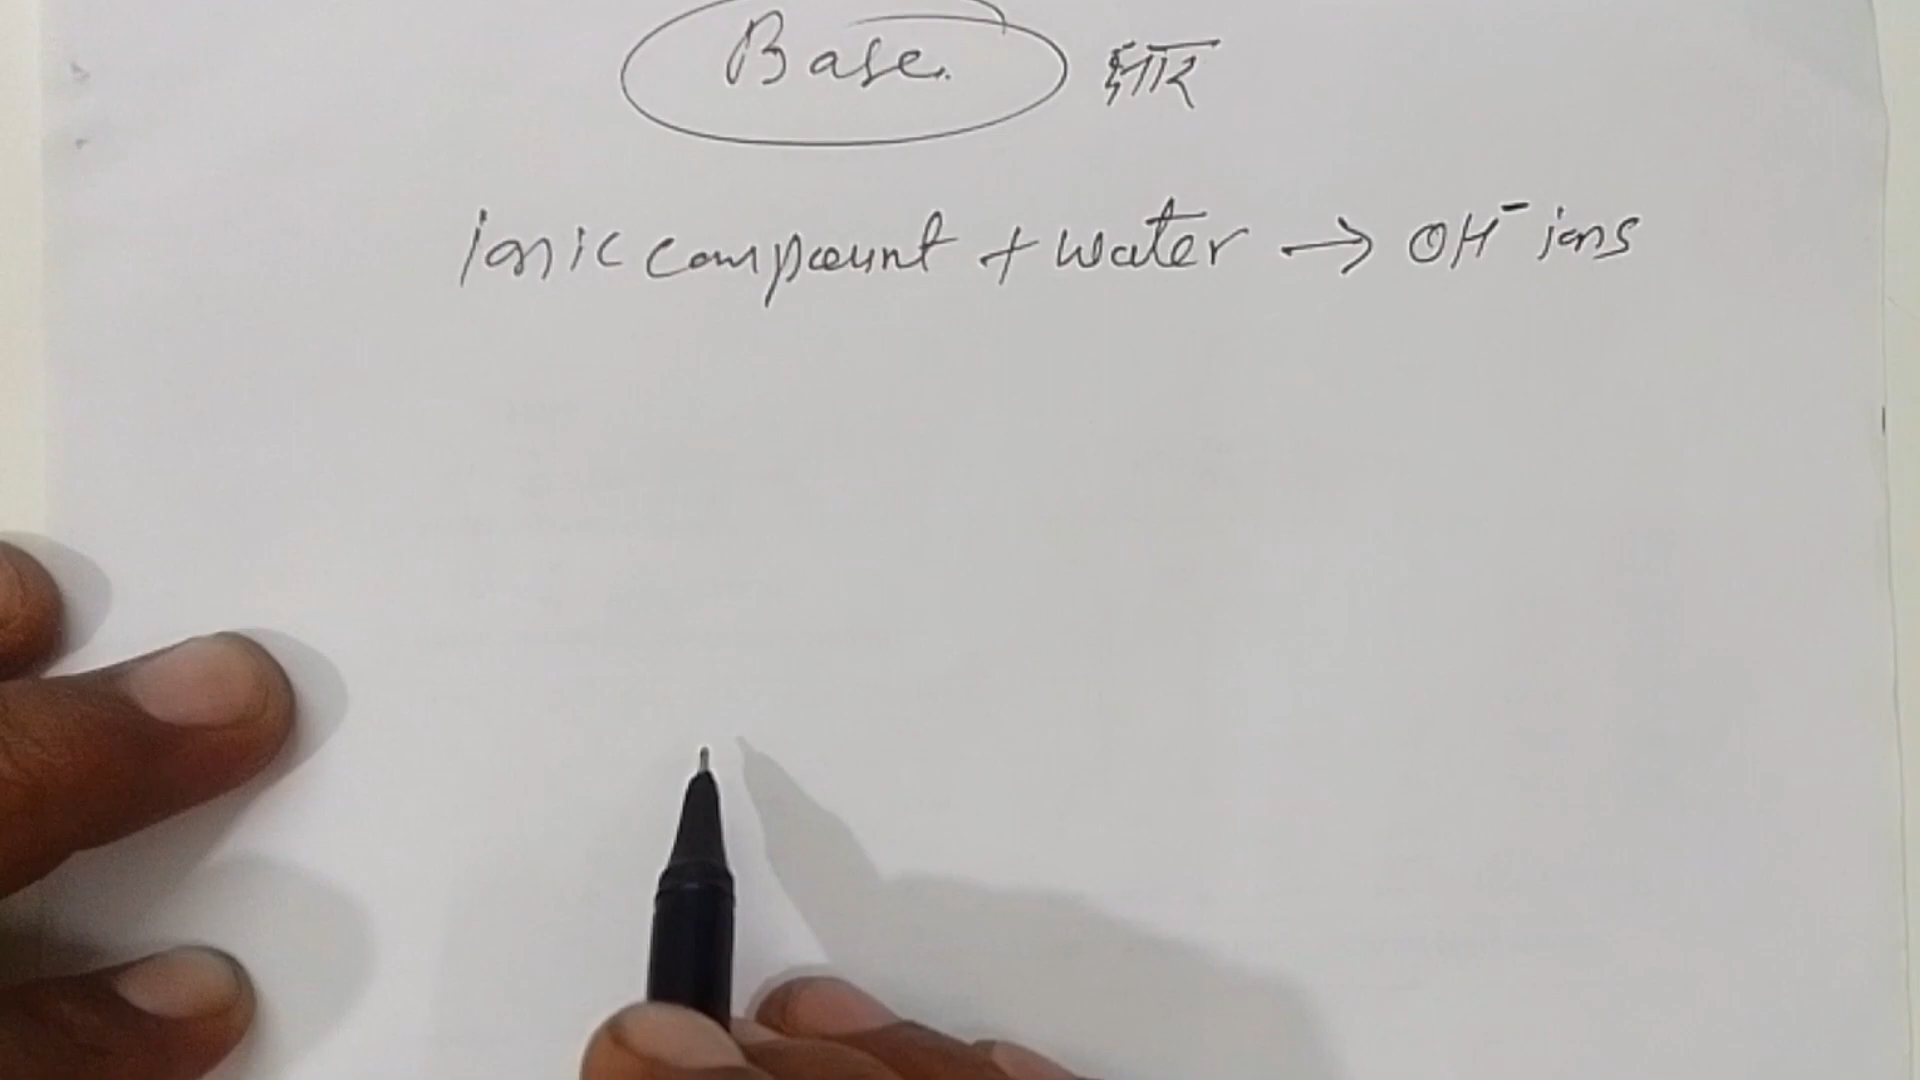 Base. क्षार
ionic compount + water → OH⁻ ions